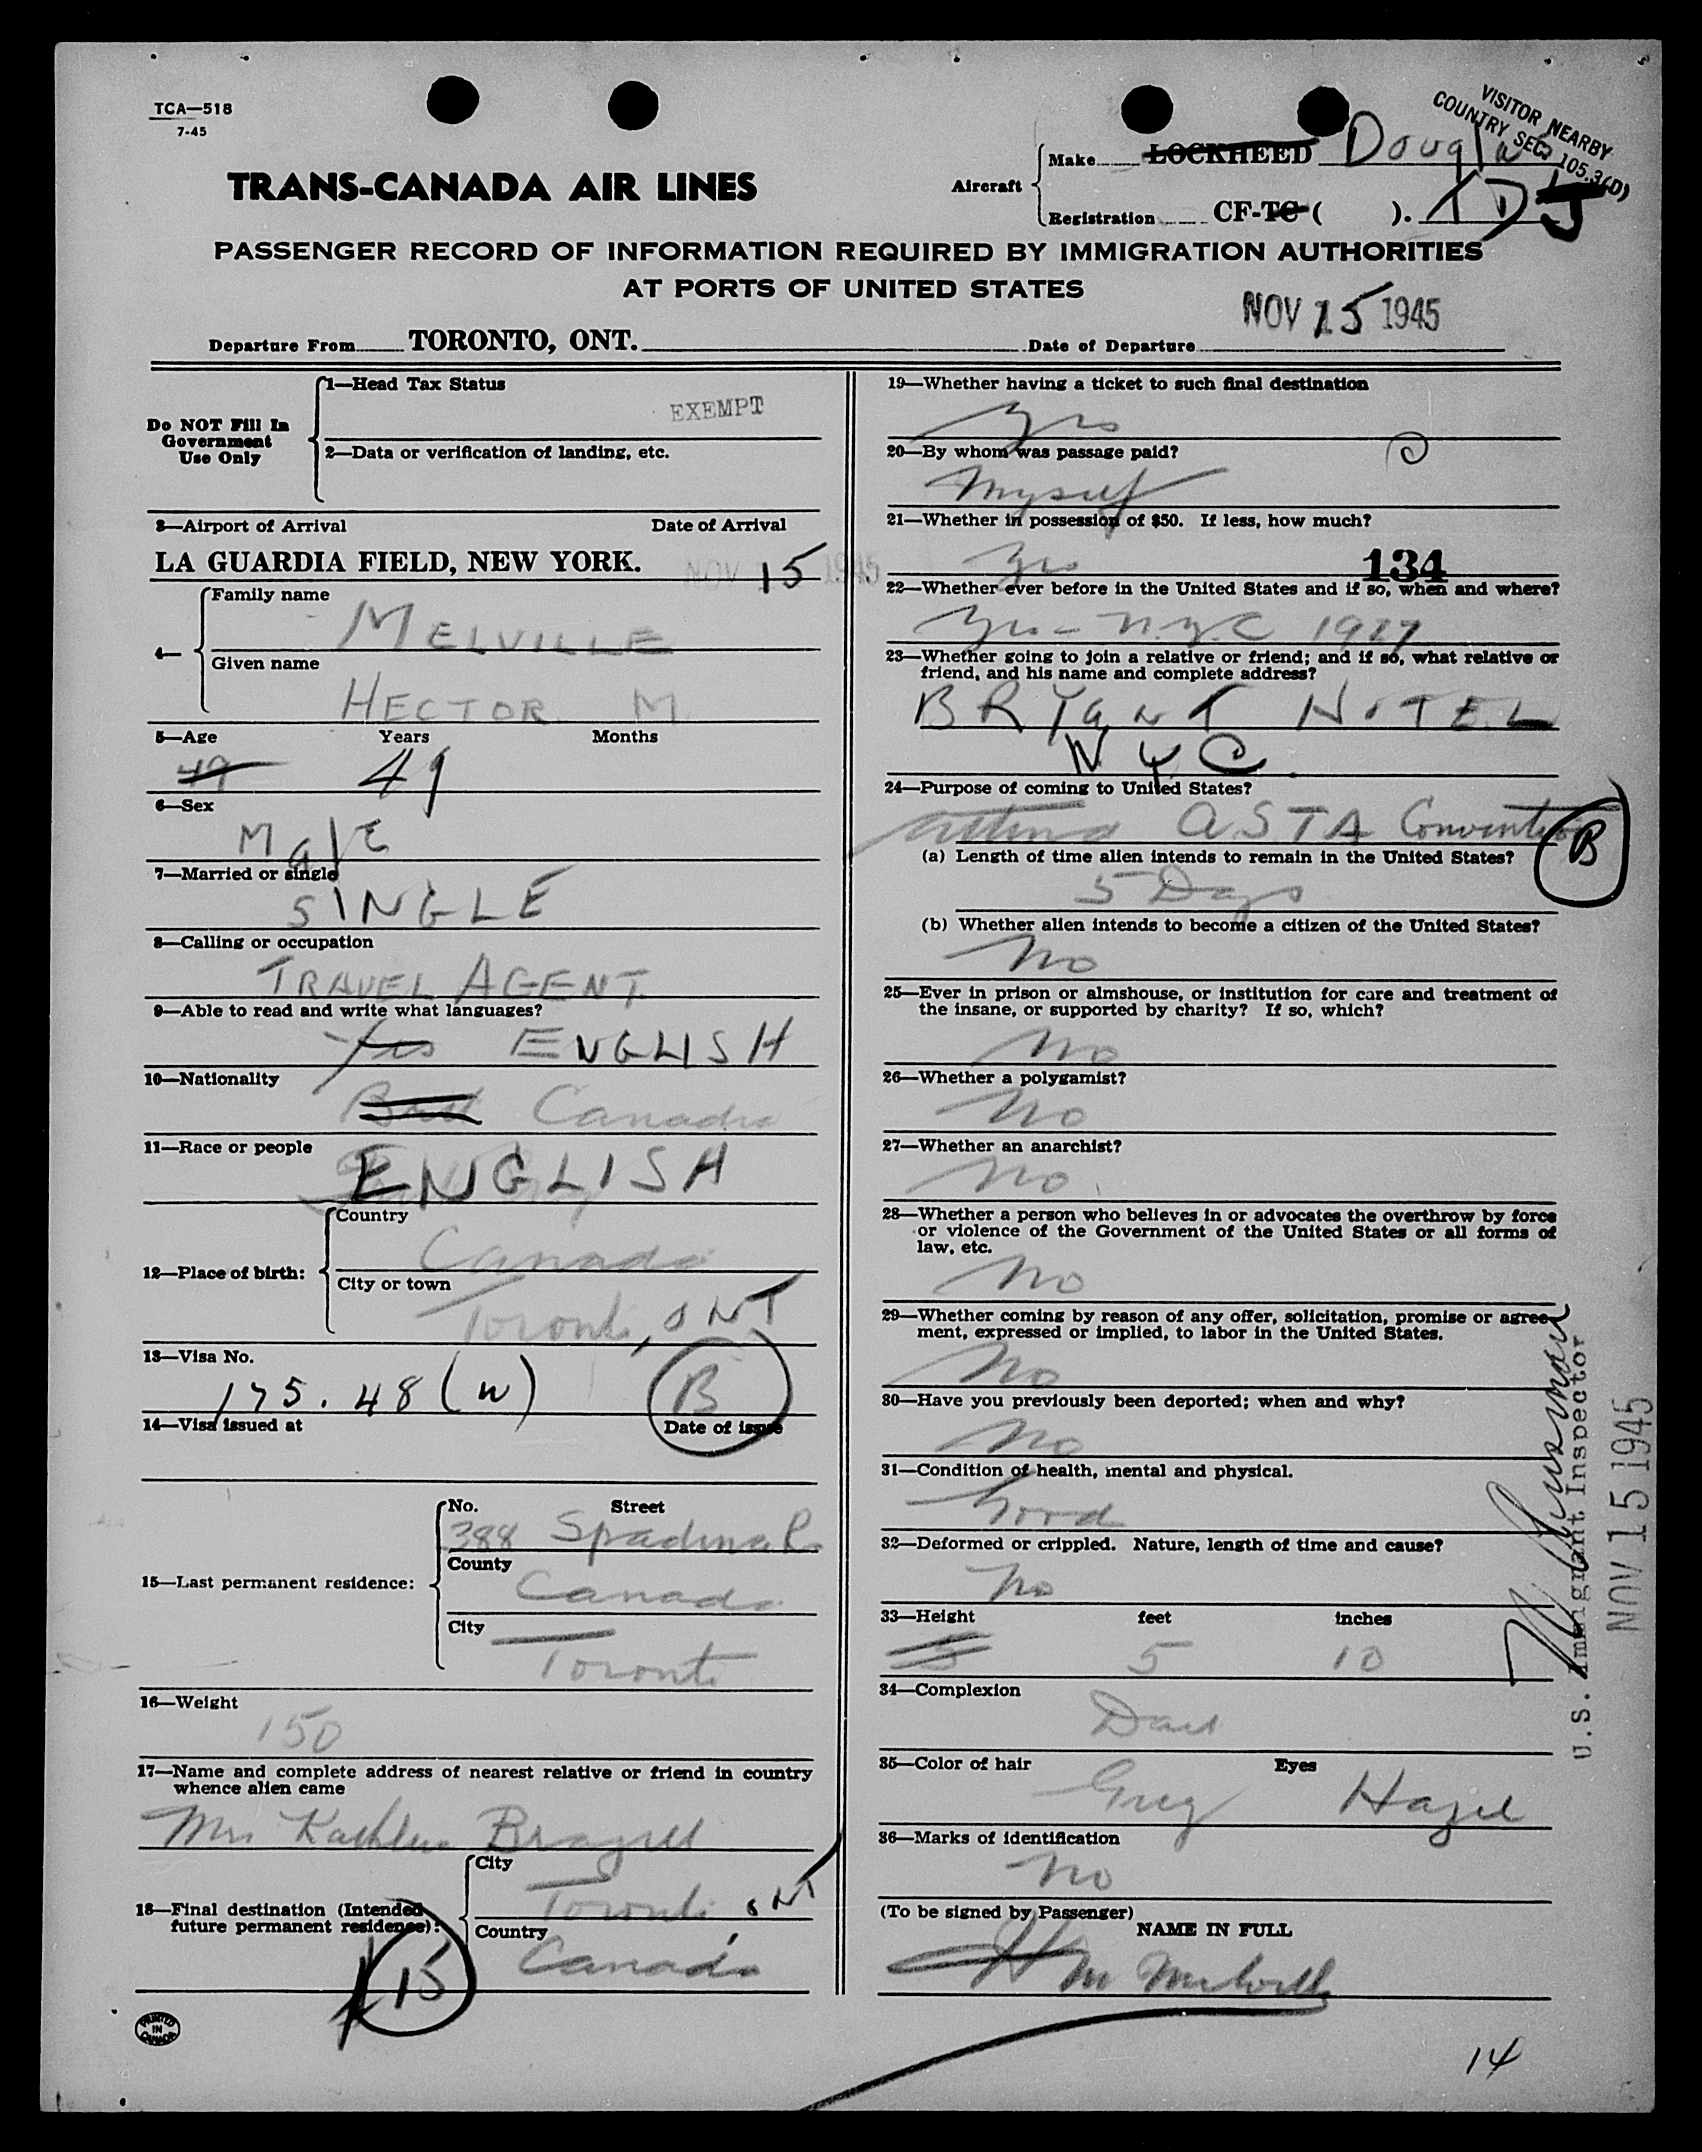 TCA—518
7-45
VISITOR NEARBY
COUNTRY SEC. 105.3(D)
TRANS-CANADA AIR LINES
Aircraft
Make LOCKHEED Douglas
Registration CF-TC ( ). TDJ
PASSENGER RECORD OF INFORMATION REQUIRED BY IMMIGRATION AUTHORITIES
AT PORTS OF UNITED STATES
NOV 15 1945
Departure From TORONTO, ONT. Date of Departure
Do NOT Fill In
Government
Use Only
1—Head Tax Status
EXEMPT
2—Data or verification of landing, etc.
3—Airport of Arrival Date of Arrival
LA GUARDIA FIELD, NEW YORK. NOV 15 1945
4—
Family name
MELVILLE
Given name
HECTOR M
5—Age Years Months
49 49
6—Sex
MalE
7—Married or single
SINGLE
8—Calling or occupation
TRAVEL AGENT
9—Able to read and write what languages?
Yes ENGLISH
10—Nationality
Canada
11—Race or people
ENGLISH
12—Place of birth:
Country
Canada
City or town
Toronto, ONT
13—Visa No.
175.48 (W) B
14—Visa issued at Date of issue
15—Last permanent residence:
No. Street
388 Spadina R
County
Canada
City
Toronto
16—Weight
150
17—Name and complete address of nearest relative or friend in country
whence alien came
Mrs Kathleen
18—Final destination (Intended
future permanent residence):
City
Toronto, ONT
Country
Canada
15
PRINTED
IN
CANADA
19—Whether having a ticket to such final destination
Yes
20—By whom was passage paid?
Myself
21—Whether in possession of $50. If less, how much?
Yes
134
22—Whether ever before in the United States and if so, when and where?
Yes – N.Y.C 1927
23—Whether going to join a relative or friend; and if so, what relative or
friend, and his name and complete address?
BRYaNT HOTEL
NYC
24—Purpose of coming to United States?
attend ASTA Convention
B
(a) Length of time alien intends to remain in the United States?
5 Days
(b) Whether alien intends to become a citizen of the United States?
No
25—Ever in prison or almshouse, or institution for care and treatment of
the insane, or supported by charity? If so, which?
No
26—Whether a polygamist?
No
27—Whether an anarchist?
No
28—Whether a person who believes in or advocates the overthrow by force
or violence of the Government of the United States or all forms of
law, etc.
No
29—Whether coming by reason of any offer, solicitation, promise or agree-
ment, expressed or implied, to labor in the United States.
No
30—Have you previously been deported; when and why?
No
31—Condition of health, mental and physical.
Good
32—Deformed or crippled. Nature, length of time and cause?
No
33—Height feet inches
5 5 10
34—Complexion
Dark
35—Color of hair Eyes
Grey Hazel
36—Marks of identification
No
(To be signed by Passenger)
NAME IN FULL
H M Melville
U.S. Immigrant Inspector
NOV 15 1945
14